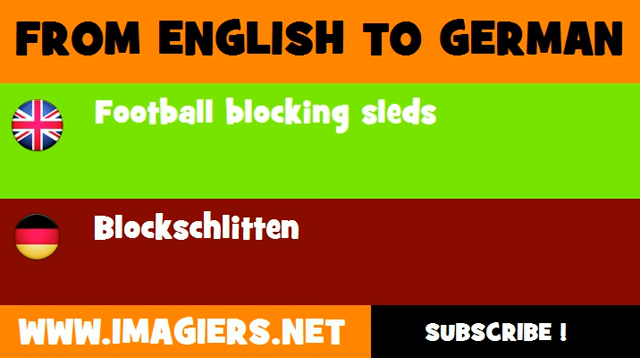 FROM ENGLISH TO GERMAN
Football blocking sleds
Blockschlitten
WWW.IMAGIERS.NET
SUBSCRIBE !